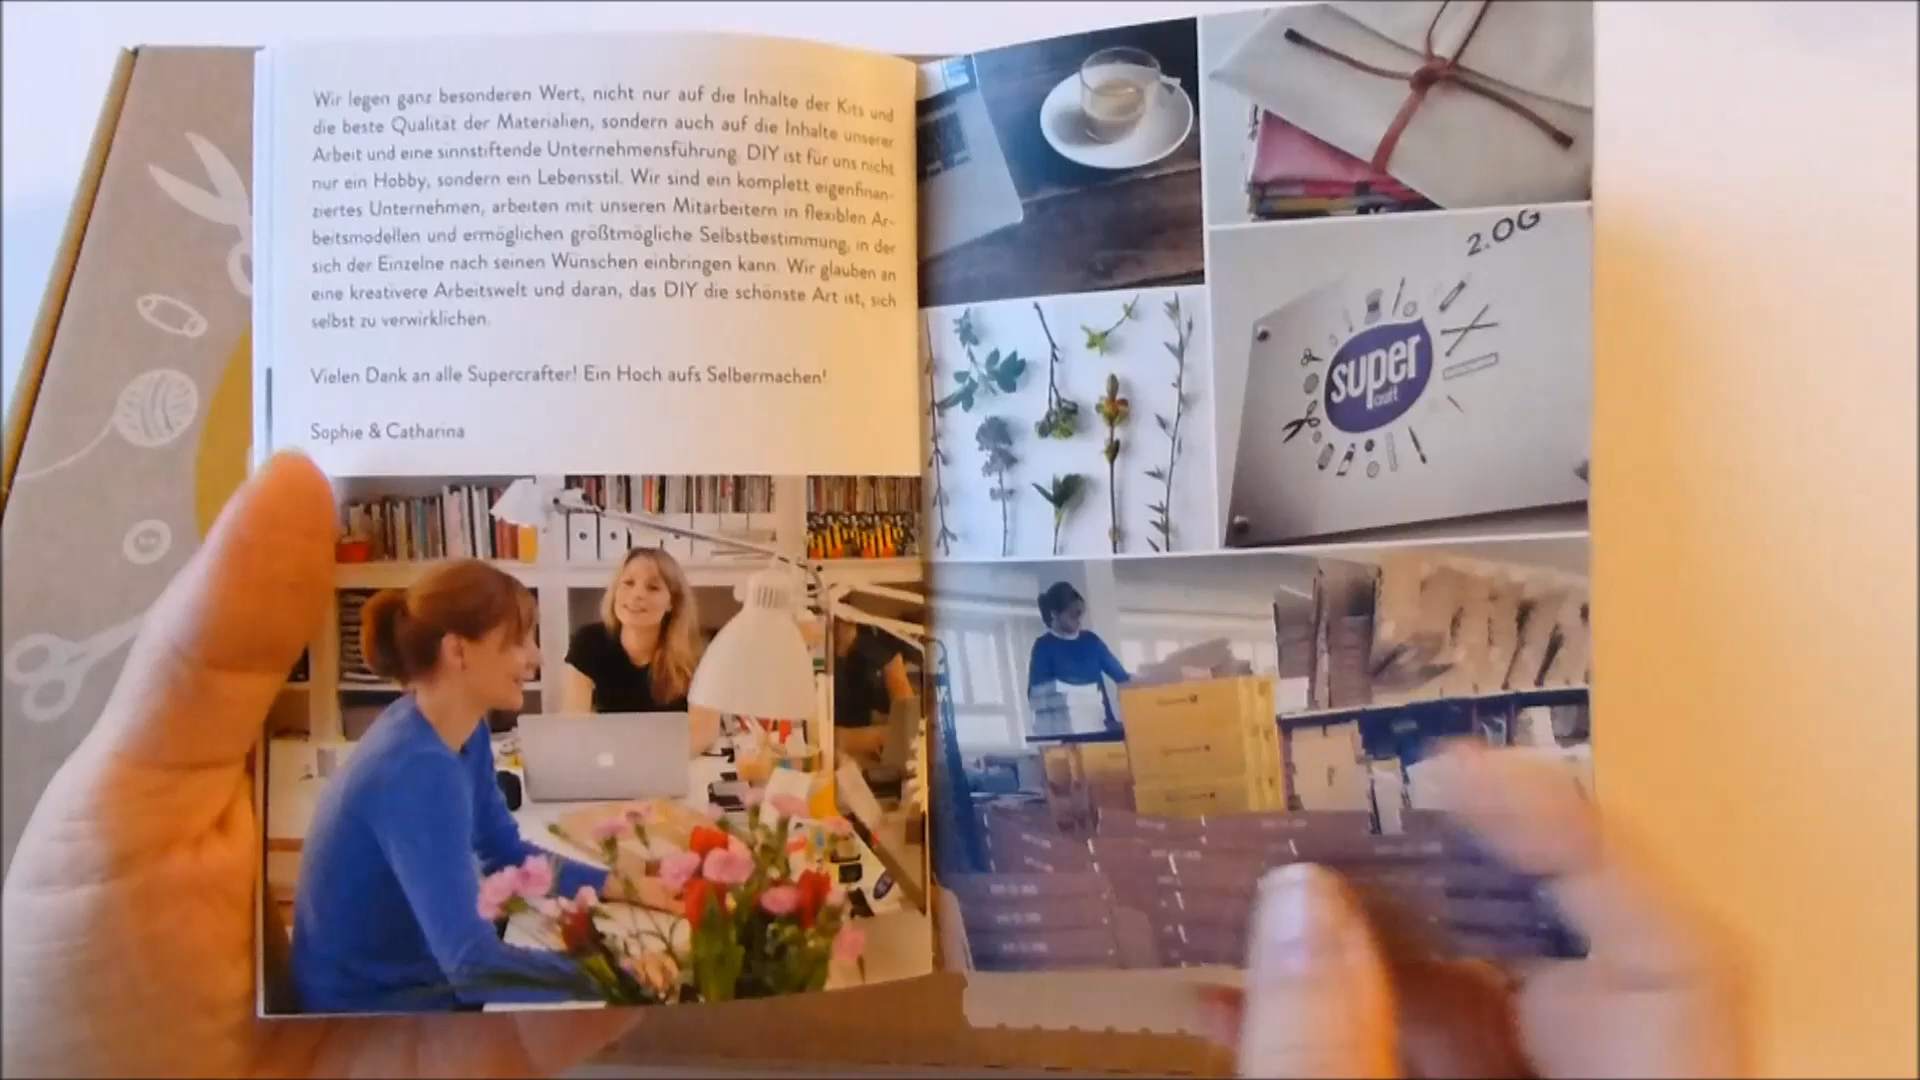 Wir legen ganz besonderen Wert, nicht nur auf die Inhalte der Kits und
die beste Qualität der Materialien, sondern auch auf die Inhalte unserer
Arbeit und eine sinnstiftende Unternehmensführung. DIY ist für uns nicht
nur ein Hobby, sondern ein Lebensstil. Wir sind ein komplett eigenfinan-
ziertes Unternehmen, arbeiten mit unseren Mitarbeitern in flexiblen Ar-
beitsmodellen und ermöglichen größtmögliche Selbstbestimmung, in der
sich der Einzelne nach seinen Wünschen einbringen kann. Wir glauben an
eine kreativere Arbeitswelt und daran, das DIY die schönste Art ist, sich
selbst zu verwirklichen.
Vielen Dank an alle Supercrafter! Ein Hoch aufs Selbermachen!
Sophie & Catharina
2.OG
super
craft